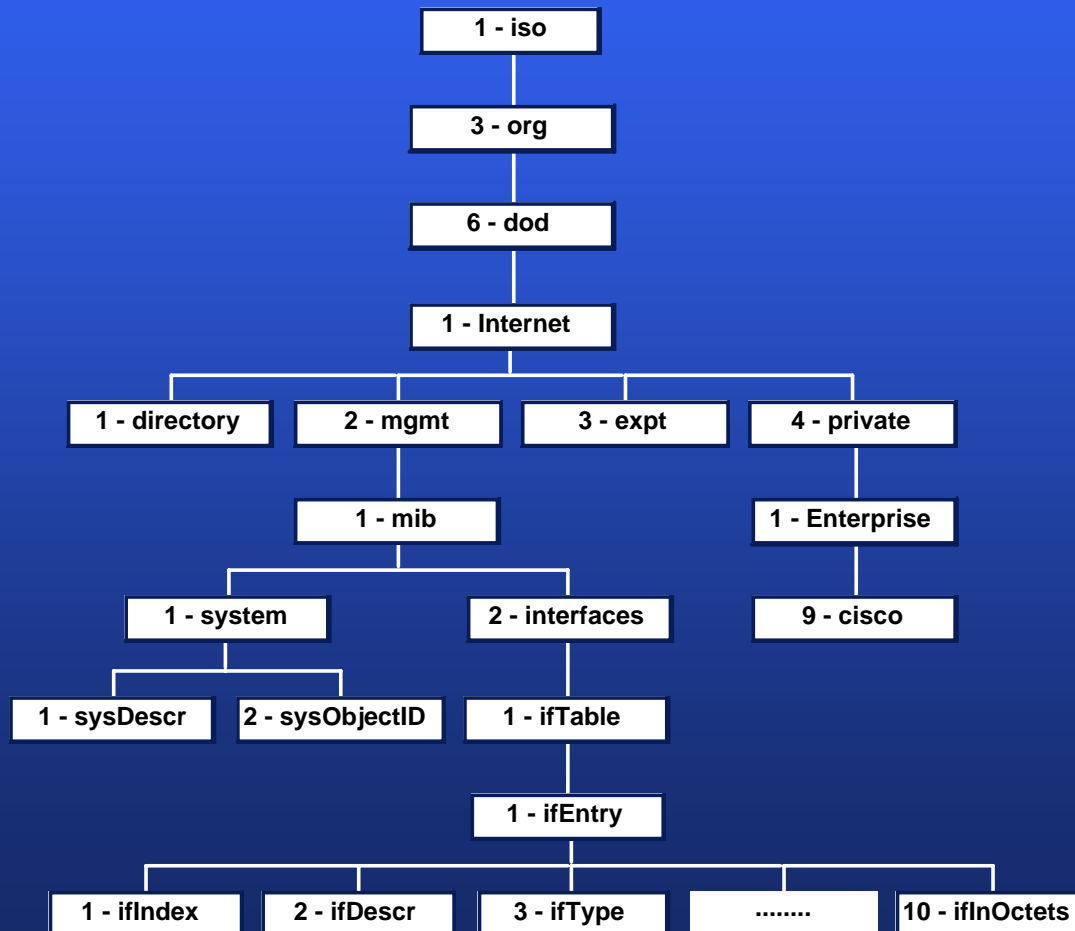 1 - iso
3 - org
6 - dod
1 - Internet
1 - directory
2 - mgmt
3 - expt
4 - private
1 - mib
1 - Enterprise
1 - system
2 - interfaces
9 - cisco
1 - sysDescr
2 - sysObjectID
1 - ifTable
1 - ifEntry
1 - ifIndex
2 - ifDescr
3 - ifType
........
10 - ifInOctets